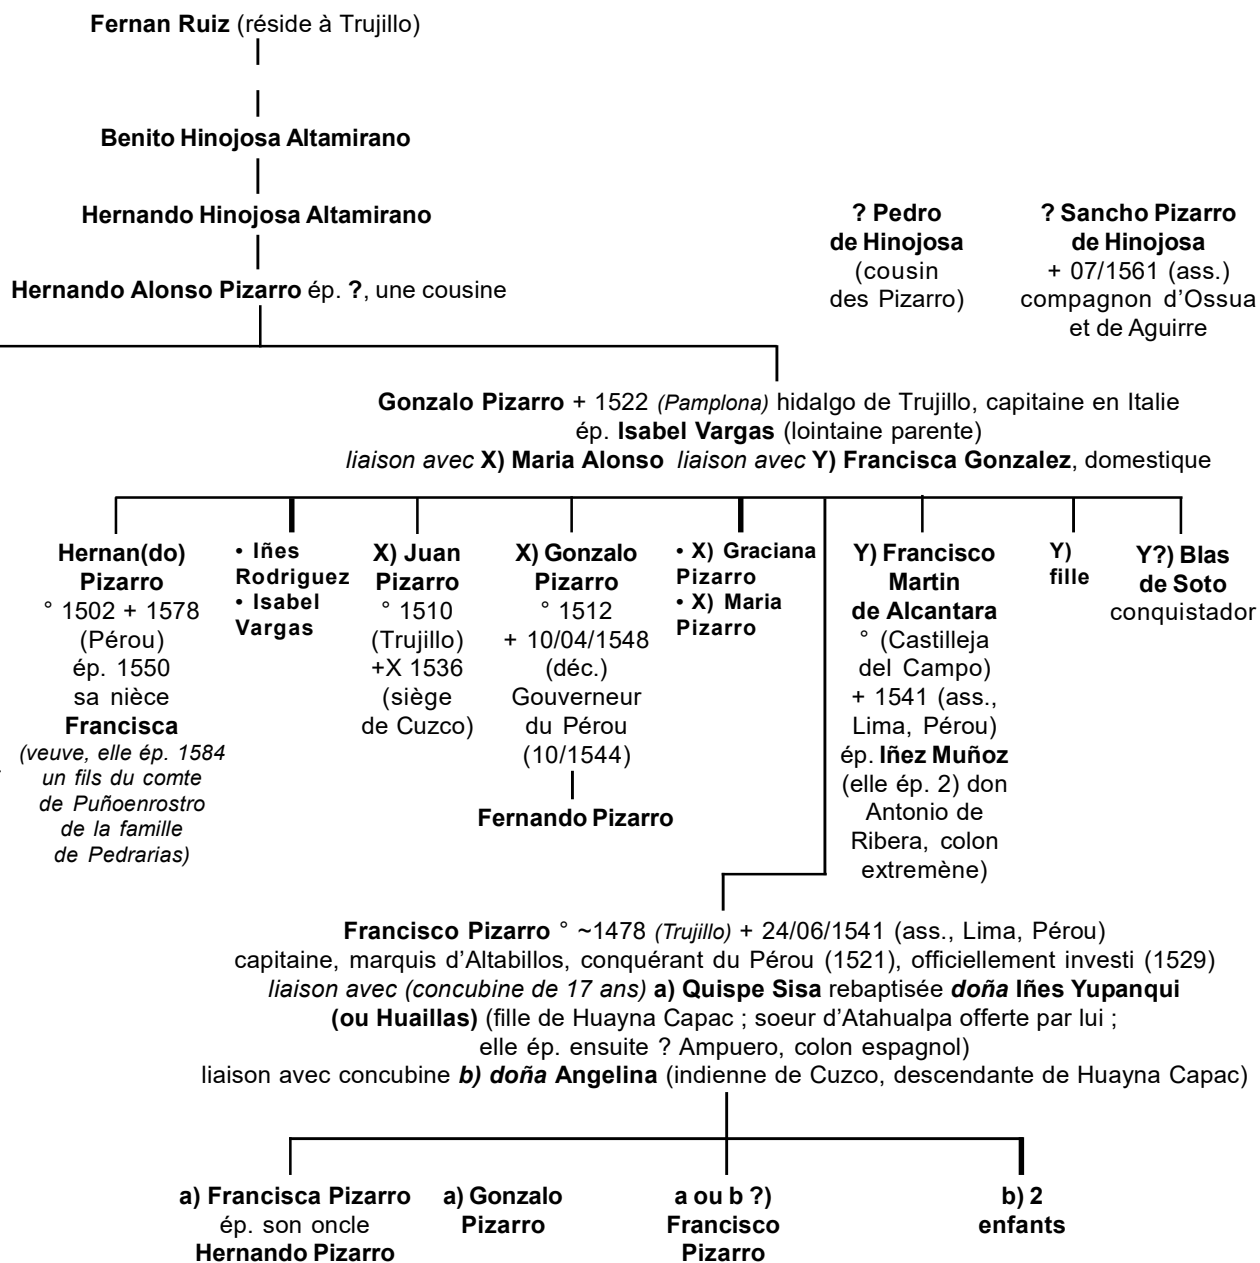 Fernan Ruiz (réside à Trujillo)
Benito Hinojosa Altamirano
Hernando Hinojosa Altamirano
Hernando Alonso Pizarro ép. ?, une cousine
? Pedro
de Hinojosa
(cousin
des Pizarro)
? Sancho Pizarro
de Hinojosa
+ 07/1561 (ass.)
compagnon d'Ossua
et de Aguirre
Gonzalo Pizarro + 1522 (Pamplona) hidalgo de Trujillo, capitaine en Italie
ép. Isabel Vargas (lointaine parente)
liaison avec X) Maria Alonso liaison avec Y) Francisca Gonzalez, domestique
Hernan(do)
Pizarro
° 1502 + 1578
(Pérou)
ép. 1550
sa nièce
Francisca
(veuve, elle ép. 1584
un fils du comte
de Puñoenrostro
de la famille
de Pedrarias)
• Iñes
Rodriguez
• Isabel
Vargas
X) Juan
Pizarro
° 1510
(Trujillo)
+X 1536
(siège
de Cuzco)
X) Gonzalo
Pizarro
° 1512
+ 10/04/1548
(déc.)
Gouverneur
du Pérou
(10/1544)
Fernando Pizarro
• X) Graciana
Pizarro
• X) Maria
Pizarro
Y) Francisco
Martin
de Alcantara
° (Castilleja
del Campo)
+ 1541 (ass.,
Lima, Pérou)
ép. Iñez Muñoz
(elle ép. 2) don
Antonio de
Ribera, colon
extremène)
Y)
fille
Y?) Blas
de Soto
conquistador
Francisco Pizarro ° ~1478 (Trujillo) + 24/06/1541 (ass., Lima, Pérou)
capitaine, marquis d'Altabillos, conquérant du Pérou (1521), officiellement investi (1529)
liaison avec (concubine de 17 ans) a) Quispe Sisa rebaptisée doña Iñes Yupanqui
(ou Huaillas) (fille de Huayna Capac ; soeur d'Atahualpa offerte par lui ;
elle ép. ensuite ? Ampuero, colon espagnol)
liaison avec concubine b) doña Angelina (indienne de Cuzco, descendante de Huayna Capac)
a) Francisca Pizarro
ép. son oncle
Hernando Pizarro
a) Gonzalo
Pizarro
a ou b ?)
Francisco
Pizarro
b) 2
enfants